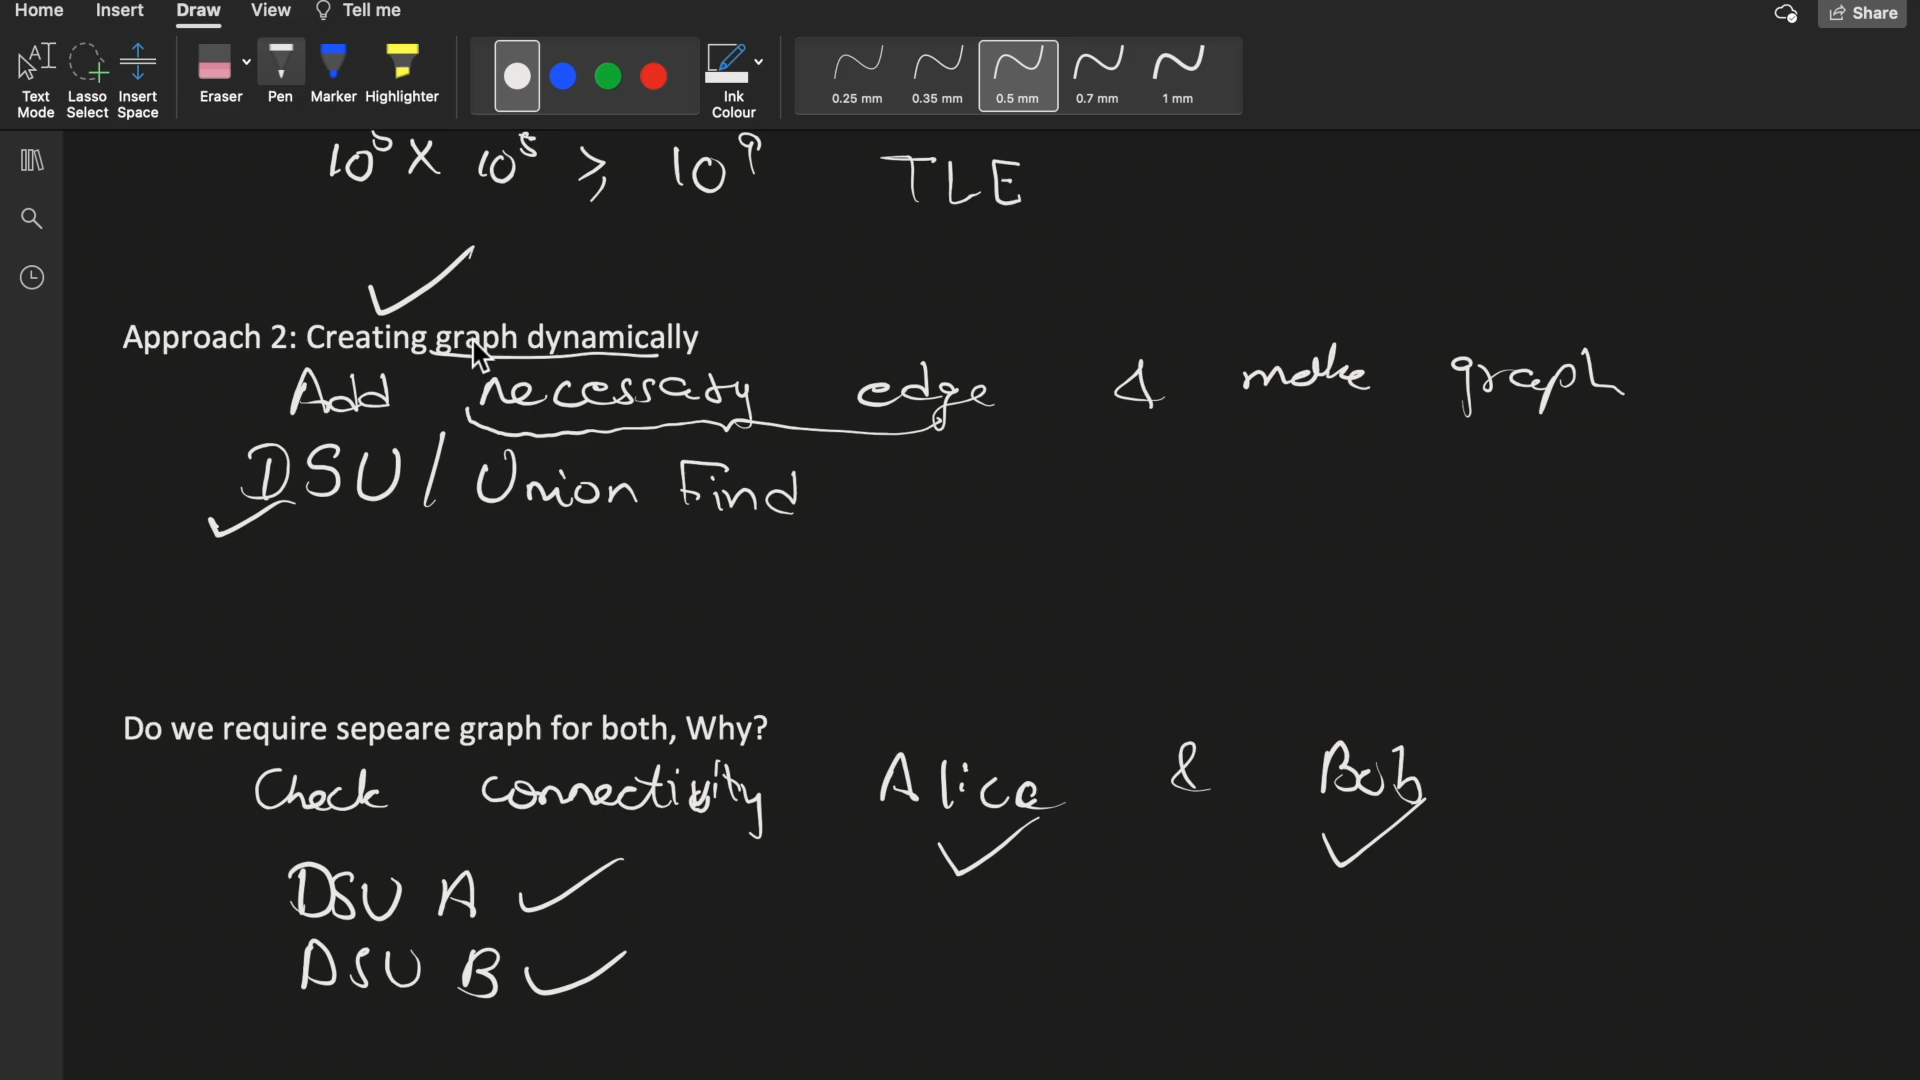 Home Insert Draw View Tell me Share
Text Mode Lasso Select Insert Space Eraser Pen Marker Highlighter Ink Colour 0.25 mm 0.35 mm 0.5 mm 0.7 mm 1 mm
10⁵ X 10⁵ ⩾ 10⁹ TLE
Approach 2: Creating graph dynamically
Add necessary edge & make graph
DSU / Union Find
Do we require sepeare graph for both, Why?
Check connectivity Alice & Bob
DSU A
DSU B